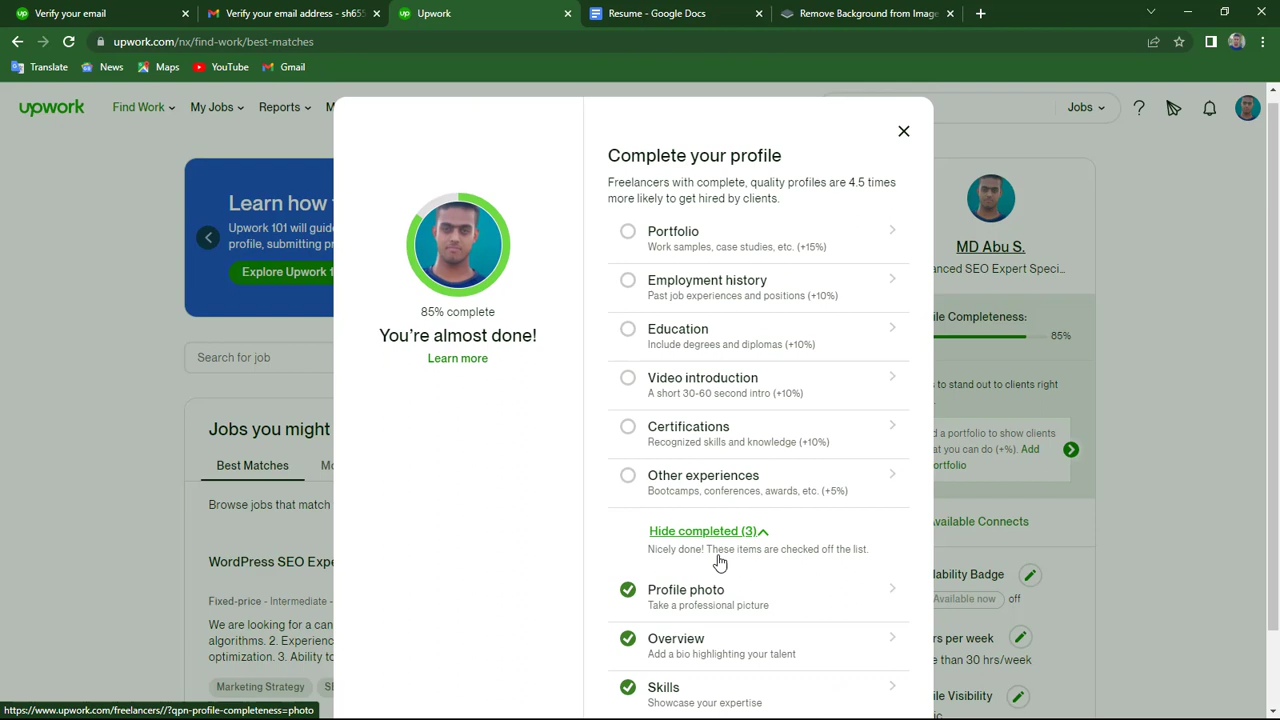 Verify your email
Verify your email address - sh655
Upwork
Resume - Google Docs
Remove Background from Image
upwork.com/nx/find-work/best-matches
Translate
News
Maps
YouTube
Gmail
upwork
Find Work
My Jobs
Reports
M
Jobs
?
Learn how
Upwork 101 will guid
profile, submitting pr
Explore Upwork 1
Search for job
Jobs you might
Best Matches
Mo
Browse jobs that match
WordPress SEO Expe
Fixed-price - Intermediate -
We are looking for a can
algorithms. 2. Experienc
optimization. 3. Ability to
Marketing Strategy
SE
85% complete
You're almost done!
Learn more
Complete your profile
Freelancers with complete, quality profiles are 4.5 times
more likely to get hired by clients.
Portfolio
Work samples, case studies, etc. (+15%)
Employment history
Past job experiences and positions (+10%)
Education
Include degrees and diplomas (+10%)
Video introduction
A short 30-60 second intro (+10%)
Certifications
Recognized skills and knowledge (+10%)
Other experiences
Bootcamps, conferences, awards, etc. (+5%)
Hide completed (3)
Nicely done! These items are checked off the list.
Profile photo
Take a professional picture
Overview
Add a bio highlighting your talent
Skills
Showcase your expertise
MD Abu S.
anced SEO Expert Speci...
ile Completeness:
85%
s to stand out to clients right
d a portfolio to show clients
at you can do (+%). Add
ortfolio
Available Connects
lability Badge
Available now
off
rs per week
e than 30 hrs/week
file Visibility
https://www.upwork.com/freelancers//?qpn-profile-completeness=photo